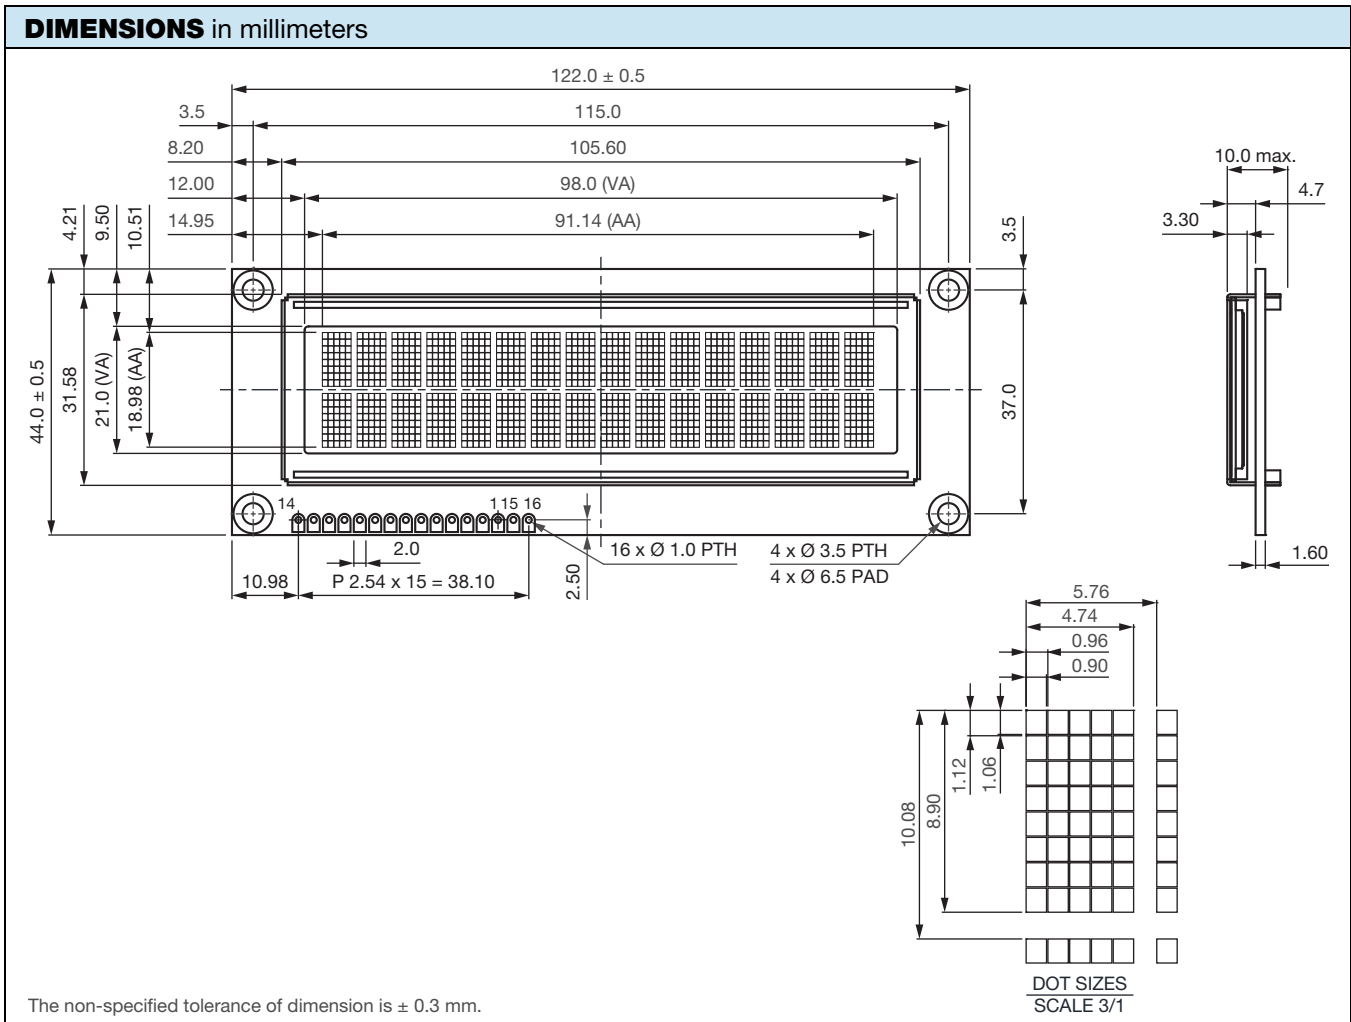 DIMENSIONS in millimeters
122.0 ± 0.5
3.5
115.0
8.20
105.60
12.00
98.0 (VA)
14.95
91.14 (AA)
4.21
9.50
10.51
3.5
10.0 max.
4.7
3.30
44.0 ± 0.5
31.58
21.0 (VA)
18.98 (AA)
37.0
14
1 15 16
2.0
16 x Ø 1.0 PTH
4 x Ø 3.5 PTH
4 x Ø 6.5 PAD
10.98
P 2.54 x 15 = 38.10
2.50
1.60
5.76
4.74
0.96
0.90
1.12
1.06
10.08
8.90
DOT SIZES
SCALE 3/1
The non-specified tolerance of dimension is ± 0.3 mm.